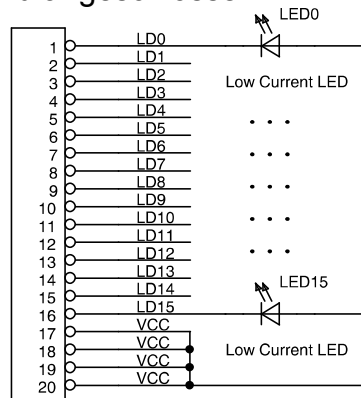 LED0
1 LD0
2 LD1
3 LD2 Low Current LED
4 LD3
5 LD4
6 LD5
7 LD6
8 LD7
9 LD8
10 LD9
11 LD10
12 LD11
13 LD12
14 LD13
15 LD14 LED15
16 LD15
17 VCC
18 VCC Low Current LED
19 VCC
20 VCC